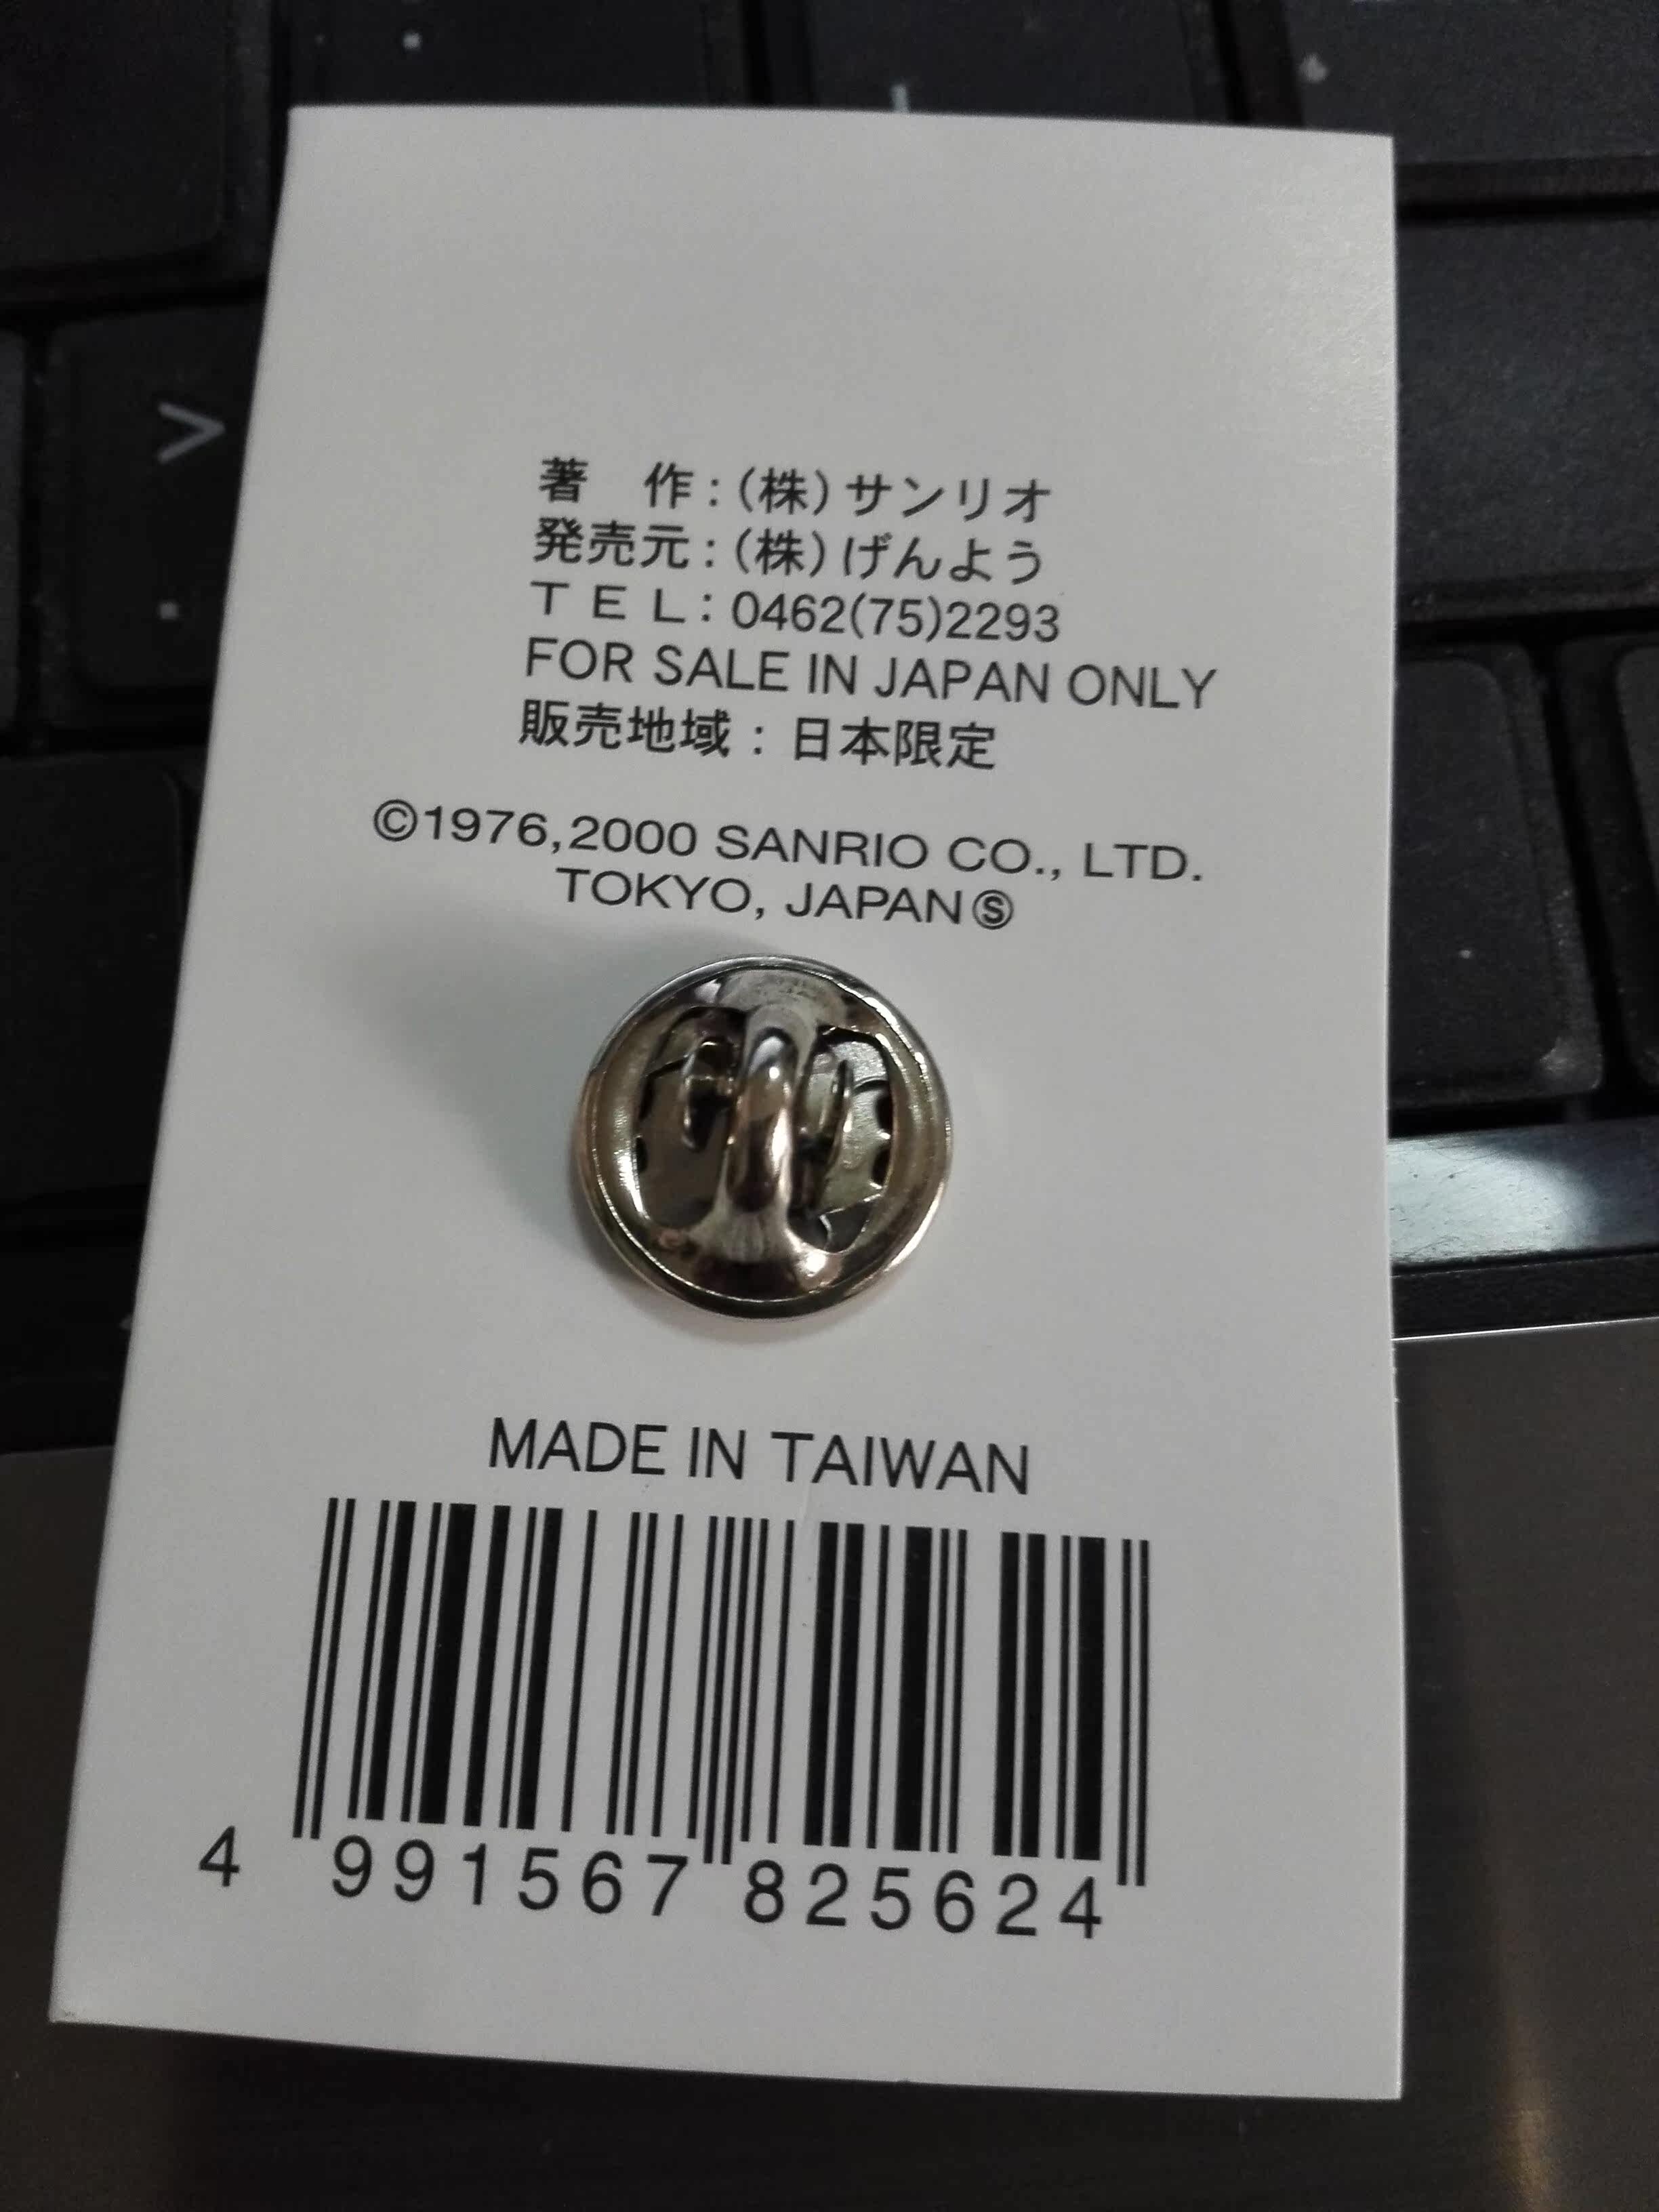 著　作：（株）サンリオ
発売元：（株）げんよう
ＴＥＬ：0462(75)2293
FOR SALE IN JAPAN ONLY
販売地域：日本限定
©1976,2000 SANRIO CO., LTD.
TOKYO, JAPANⓈ
MADE IN TAIWAN
4 991567 825624